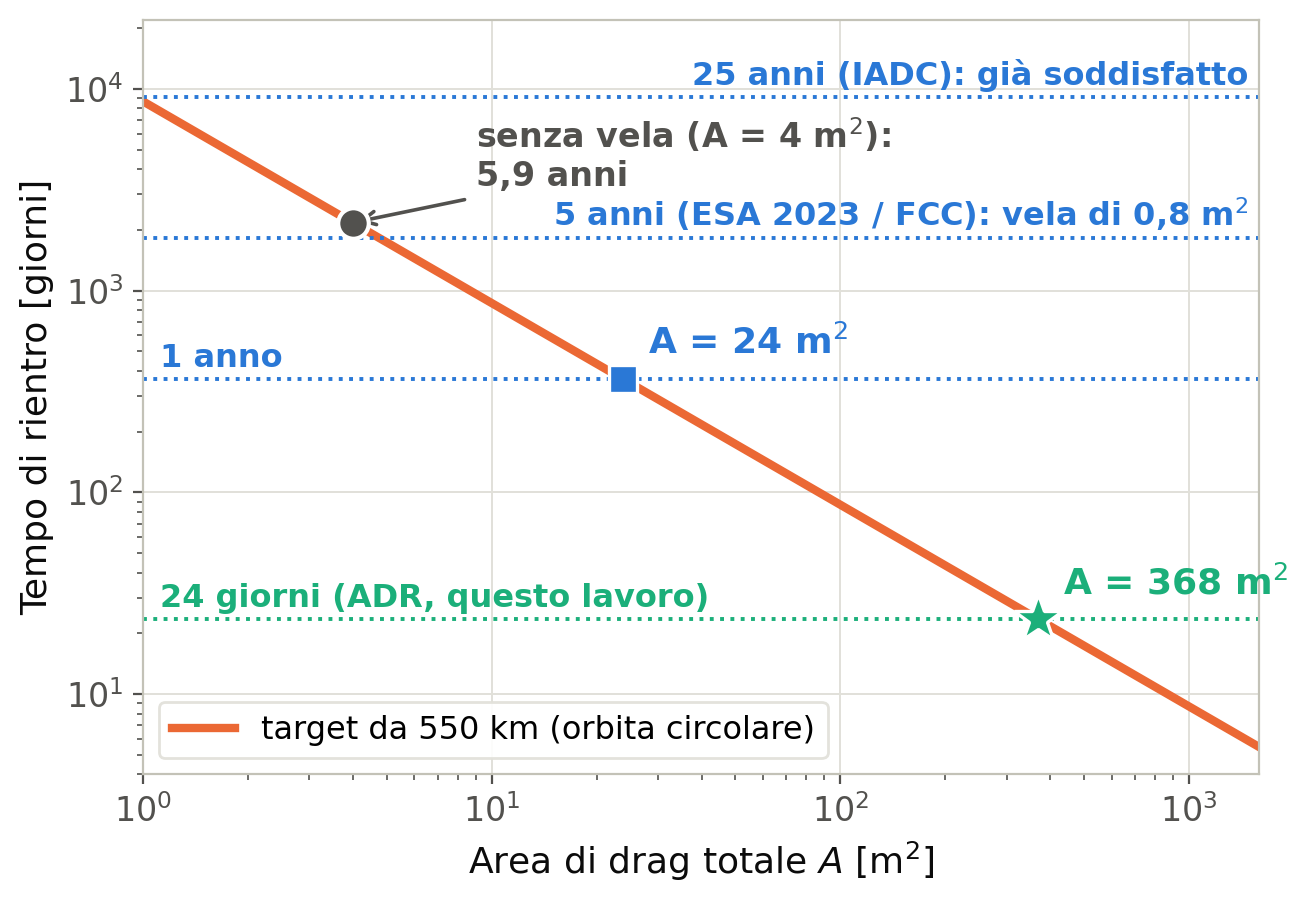 25 anni (IADC): già soddisfatto
10⁴
senza vela (A = 4 m²):
5,9 anni
5 anni (ESA 2023 / FCC): vela di 0,8 m²
10³
A = 24 m²
1 anno
10²
A = 368 m²
24 giorni (ADR, questo lavoro)
10¹
target da 550 km (orbita circolare)
10⁰ 10¹ 10² 10³
Area di drag totale A [m²]
Tempo di rientro [giorni]